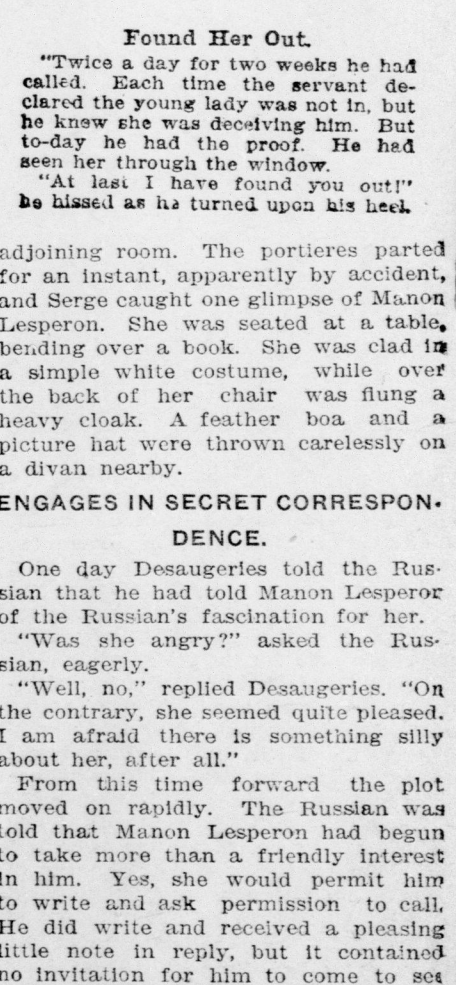 Found Her Out.
"Twice a day for two weeks he had
called. Each time the servant de-
clared the young lady was not in, but
he knew she was deceiving him. But
to-day he had the proof. He had
seen her through the window.
"At last I have found you out!"
he hissed as he turned upon his heel.
adjoining room. The portieres parted
for an instant, apparently by accident,
and Serge caught one glimpse of Manon
Lesperon. She was seated at a table,
bending over a book. She was clad in
a simple white costume, while over
the back of her chair was flung a
heavy cloak. A feather boa and a
picture hat were thrown carelessly on
a divan nearby.
ENGAGES IN SECRET CORRESPON-
DENCE.
One day Desaugeries told the Rus-
sian that he had told Manon Lesperon
of the Russian's fascination for her.
"Was she angry?" asked the Rus-
sian, eagerly.
"Well, no," replied Desaugeries. "On
the contrary, she seemed quite pleased.
I am afraid there is something silly
about her, after all."
From this time forward the plot
moved on rapidly. The Russian was
told that Manon Lesperon had begun
to take more than a friendly interest
in him. Yes, she would permit him
to write and ask permission to call.
He did write and received a pleasing
little note in reply, but it contained
no invitation for him to come to see